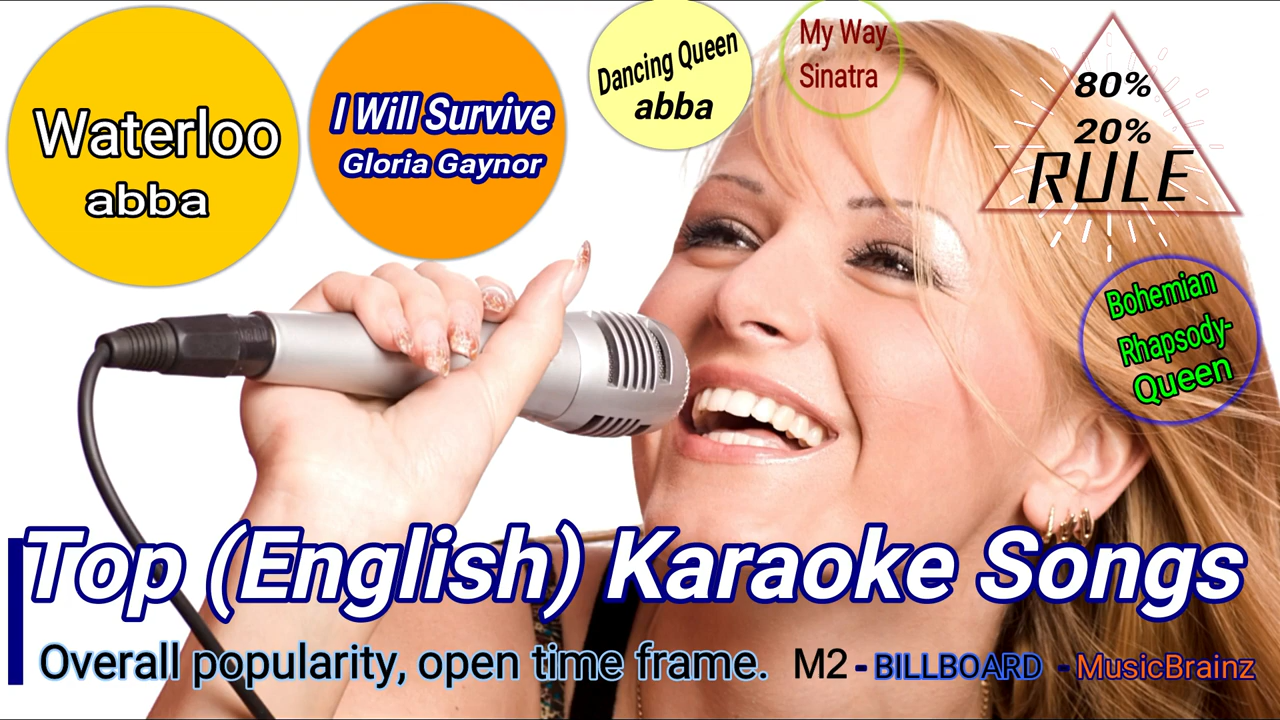 Waterloo
abba
I Will Survive
Gloria Gaynor
Dancing Queen
abba
My Way
Sinatra
80%
20%
RULE
Bohemian
Rhapsody-
Queen
Top (English) Karaoke Songs
Overall popularity, open time frame. M2 - BILLBOARD - MusicBrainz